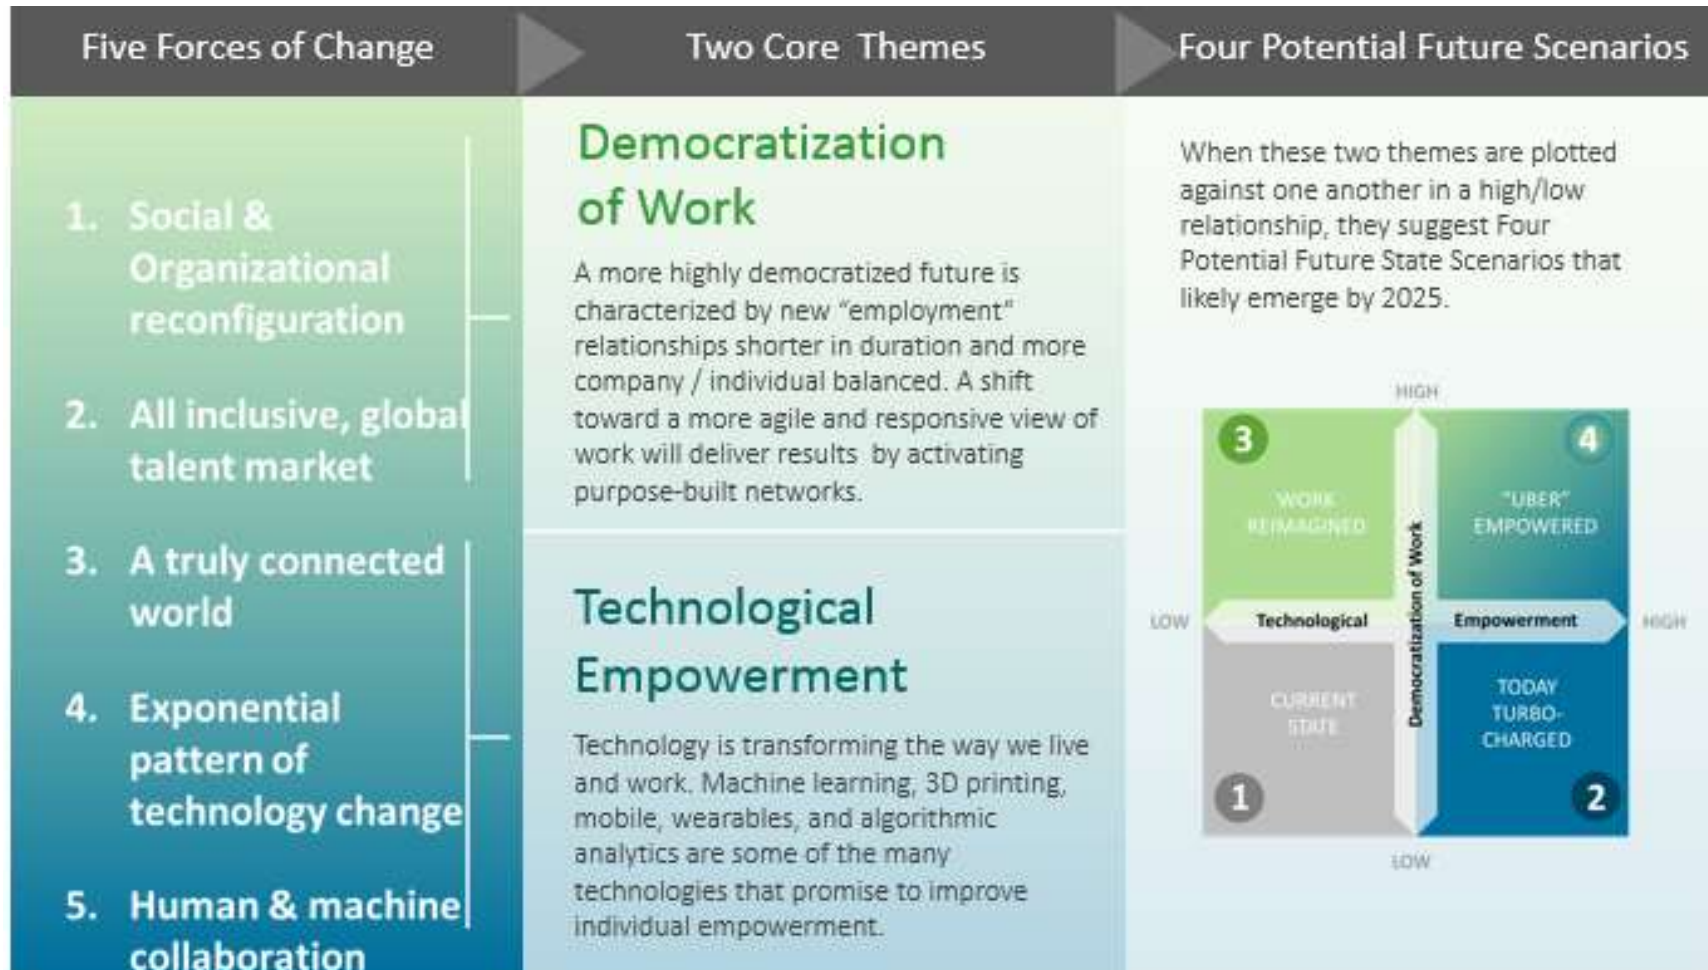 Five Forces of Change
Two Core Themes
Four Potential Future Scenarios
1. Social &
Organizational
reconfiguration
2. All inclusive, global
talent market
3. A truly connected
world
4. Exponential
pattern of
technology change
5. Human & machine
collaboration
Democratization
of Work
A more highly democratized future is
characterized by new “employment”
relationships shorter in duration and more
company / individual balanced. A shift
toward a more agile and responsive view of
work will deliver results by activating
purpose-built networks.
Technological
Empowerment
Technology is transforming the way we live
and work. Machine learning, 3D printing,
mobile, wearables, and algorithmic
analytics are some of the many
technologies that promise to improve
individual empowerment.
When these two themes are plotted
against one another in a high/low
relationship, they suggest Four
Potential Future State Scenarios that
likely emerge by 2025.
HIGH
3
WORK
REIMAGINED
4
"UBER"
EMPOWERED
LOW
Technological
Empowerment
HIGH
Democratization of Work
CURRENT
STATE
1
TODAY
TURBO-
CHARGED
2
LOW